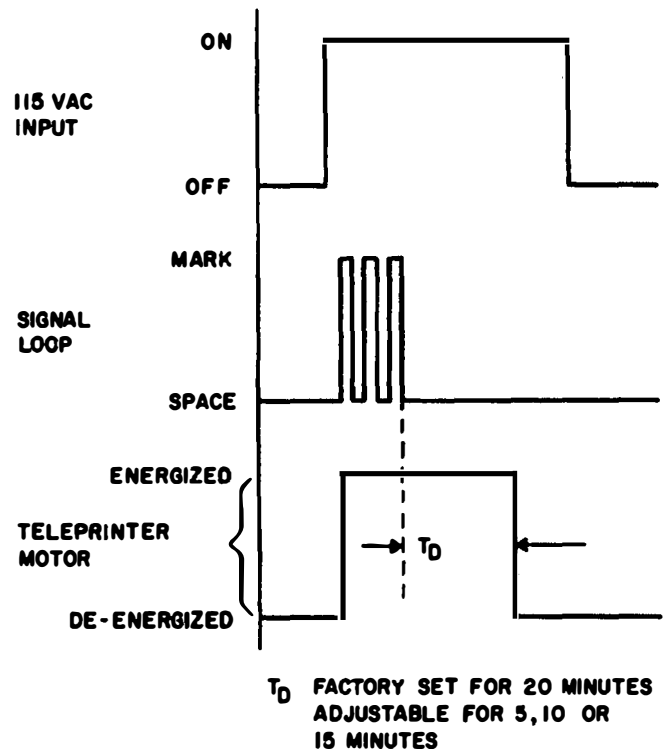 ON
115 VAC
INPUT
OFF
MARK
SIGNAL
LOOP
SPACE
ENERGIZED
TELEPRINTER
MOTOR
TD
DE-ENERGIZED
TD FACTORY SET FOR 20 MINUTES
ADJUSTABLE FOR 5, 10 OR
15 MINUTES